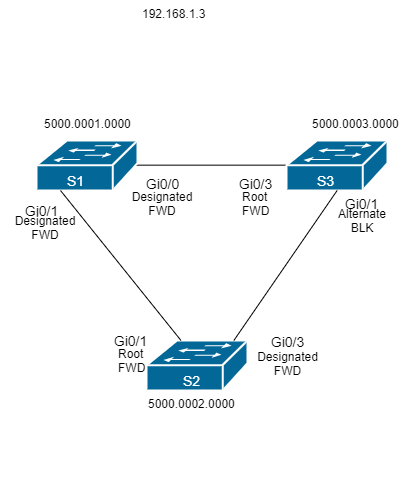 192.168.1.3
5000.0001.0000
5000.0003.0000
S1
S3
Gi0/0
Designated
FWD
Gi0/3
Root
FWD
Gi0/1
Designated
FWD
Gi0/1
Alternate
BLK
Gi0/1
Root
FWD
Gi0/3
Designated
FWD
S2
5000.0002.0000